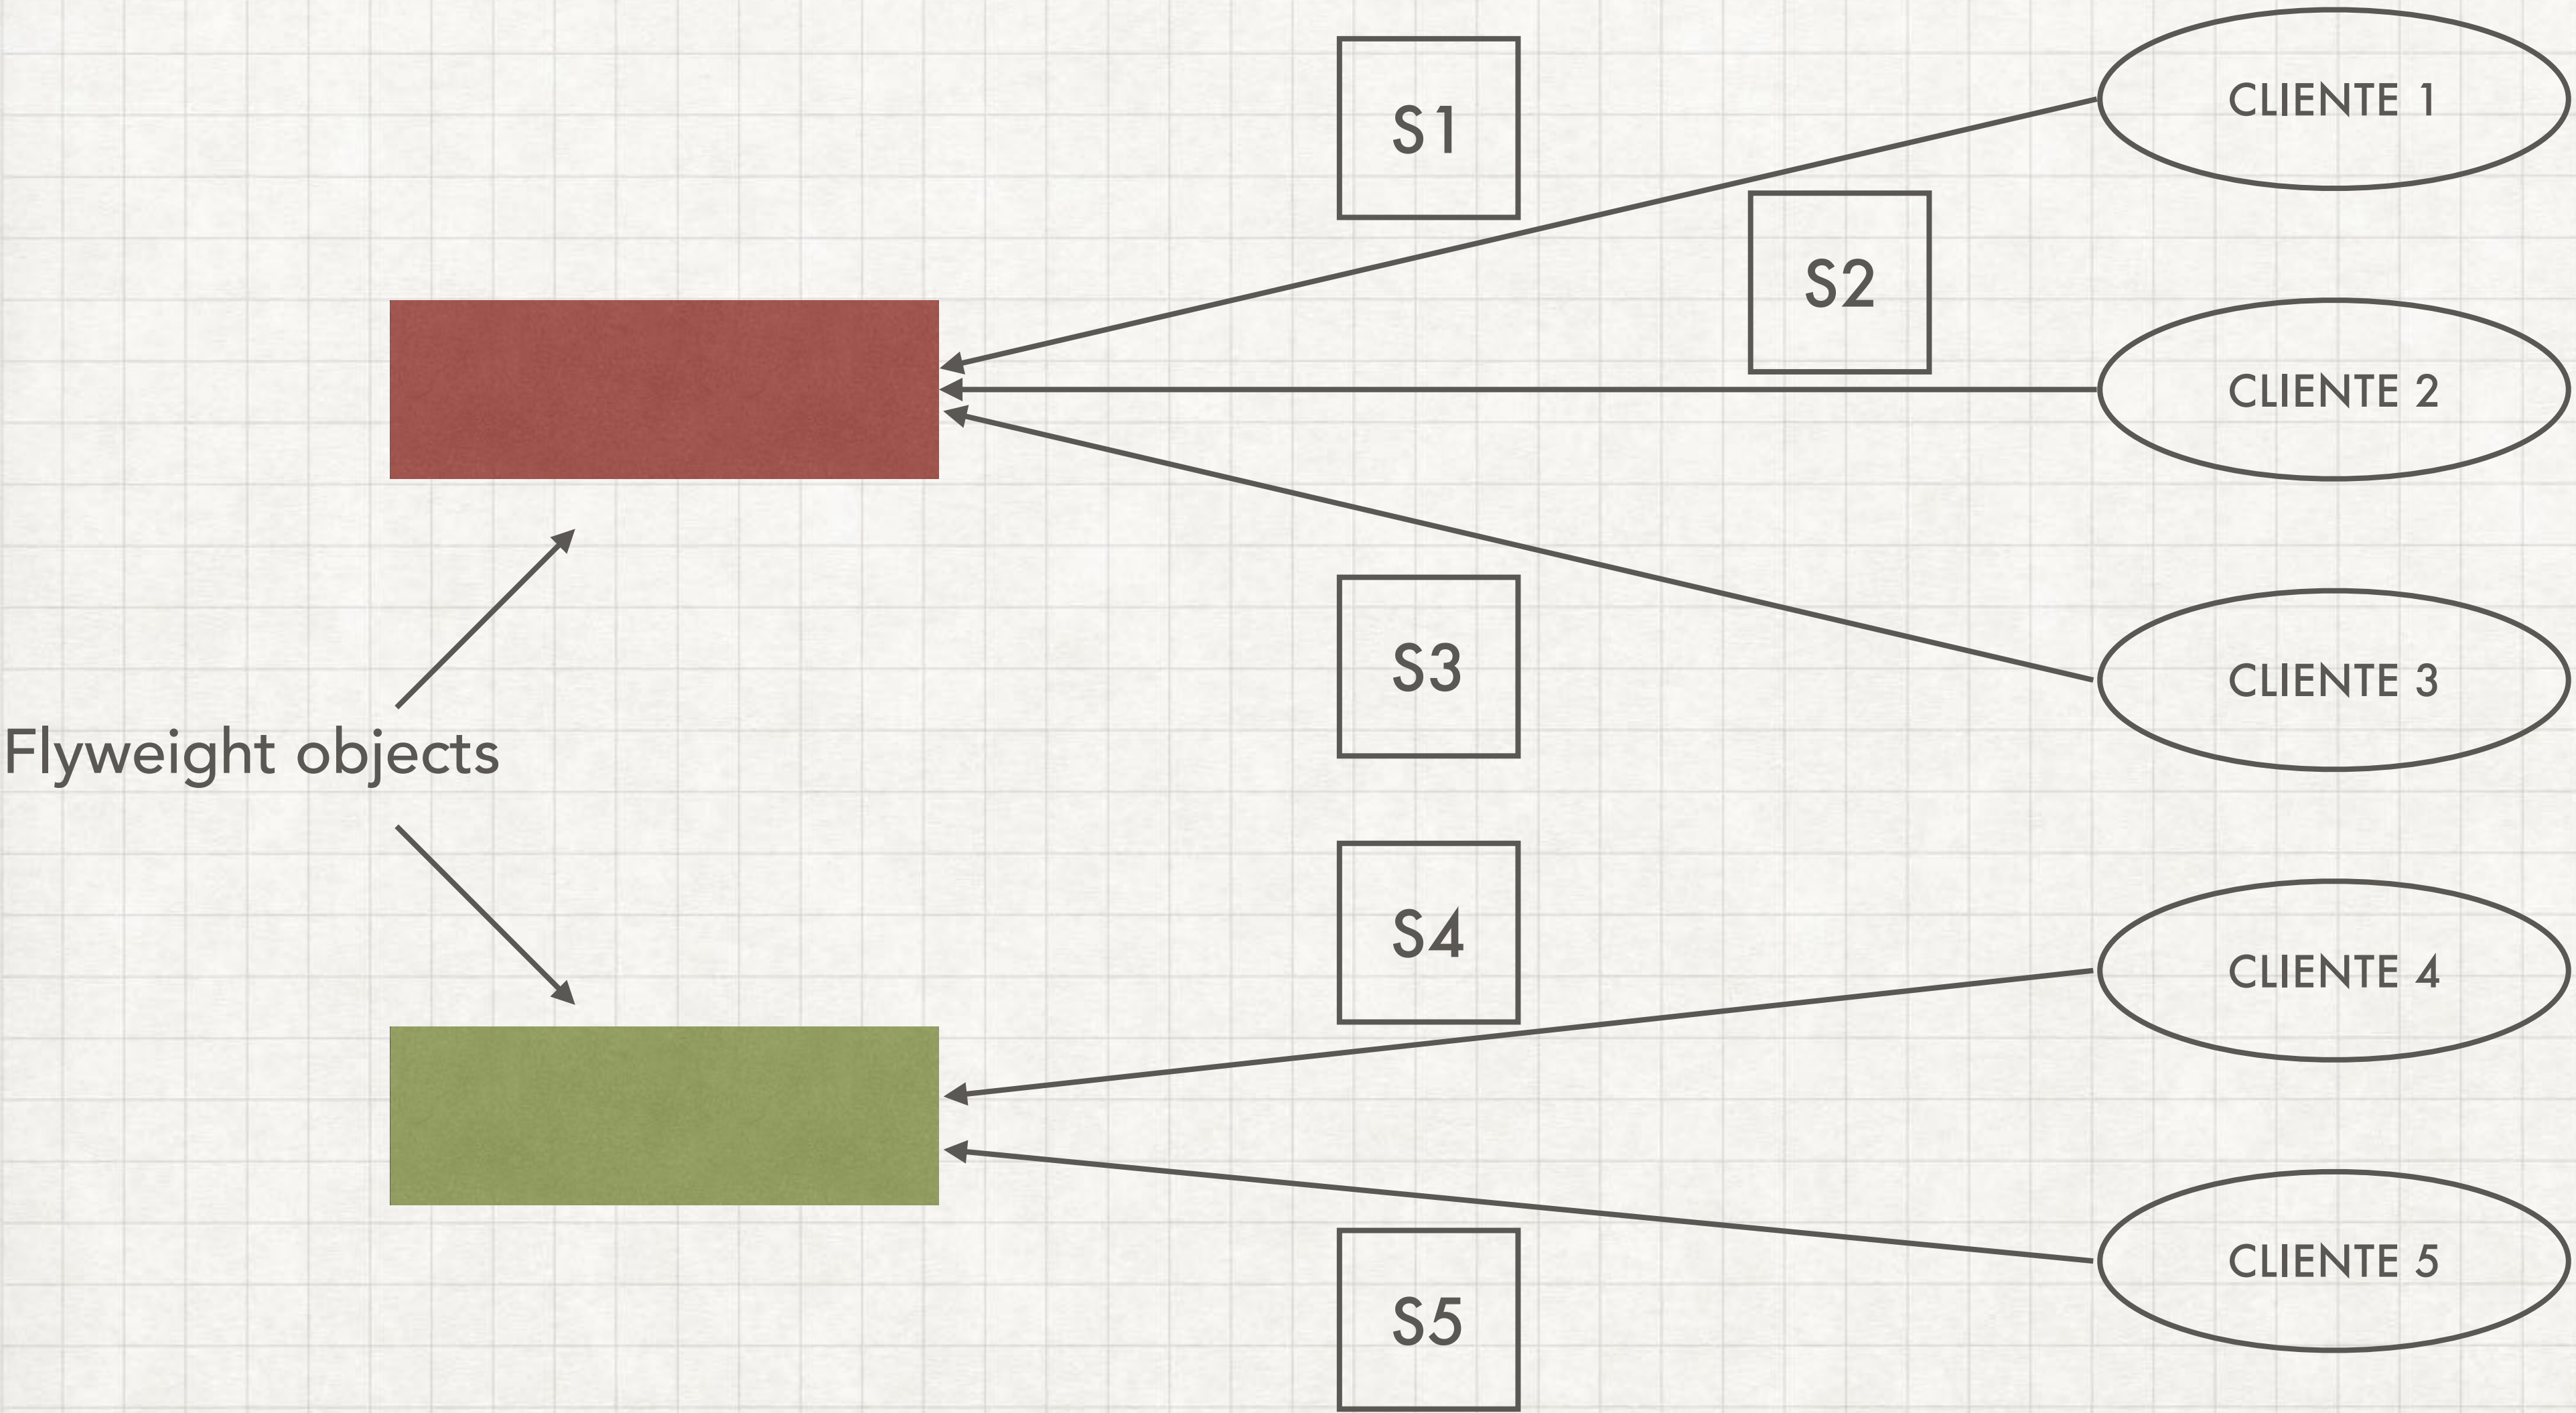 S1
CLIENTE 1
S2
CLIENTE 2
S3
CLIENTE 3
Flyweight objects
S4
CLIENTE 4
S5
CLIENTE 5